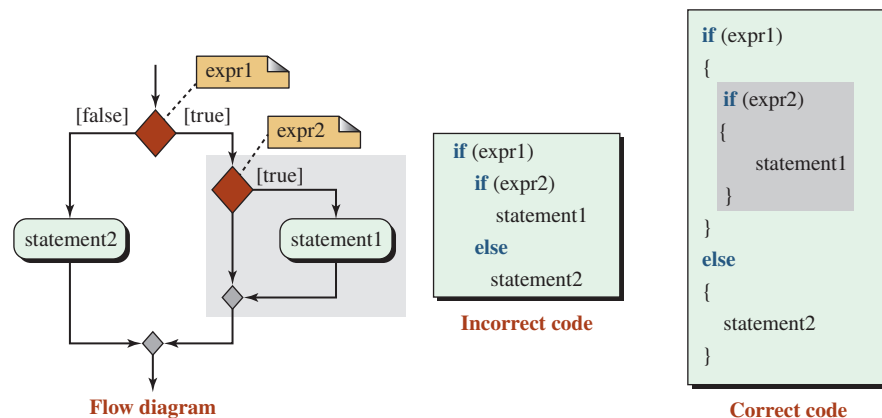 expr1
[false]
[true]
expr2
[true]
statement2
statement1
Flow diagram
if (expr1)
if (expr2)
statement1
else
statement2
Incorrect code
if (expr1)
{
if (expr2)
{
statement1
}
}
else
{
statement2
}
Correct code